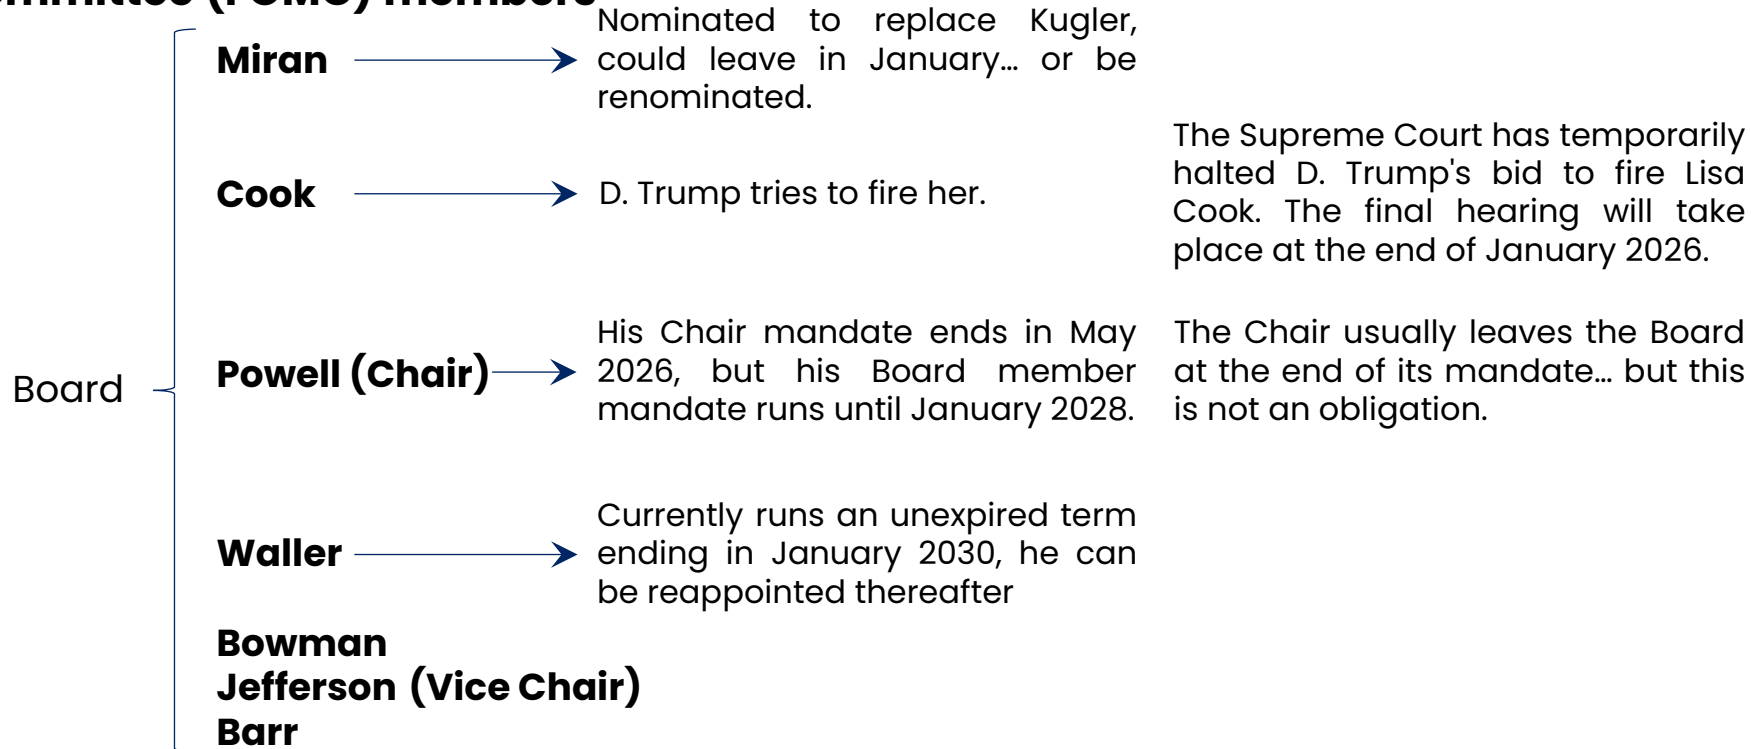 (FOMC) members
Nominated to replace Kugler,
Miran
could leave in January... or be
renominated.
The Supreme Court has temporarily
halted D. Trump's bid to fire Lisa
Cook
D. Trump tries to fire her.
Cook. The final hearing will take
place at the end of January 2026.
His Chair mandate ends in May
The Chair usually leaves the Board
Board
Powell (Chair)
2026, but his Board member
at the end of its mandate... but this
mandate runs until January 2028.
is not an obligation.
Currently runs an unexpired term
Waller
ending in January 2030, he can
be reappointed thereafter
Bowman
Jefferson (Vice Chair)
Barr